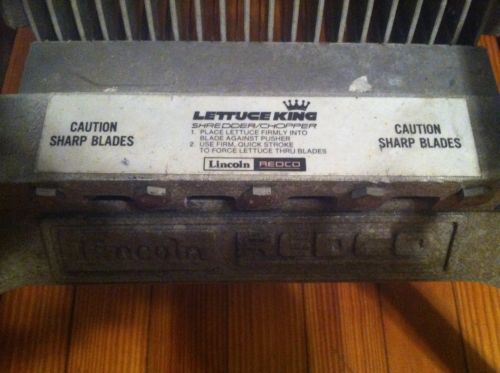 LETTUCE KING
SHREDDER/CHOPPER
1. PLACE LETTUCE FIRMLY INTO
BLADE AGAINST PUSHER
2. USE FIRM, QUICK STROKE
TO FORCE LETTUCE THRU BLADES
Lincoln REDCO
CAUTION
SHARP BLADES
CAUTION
SHARP BLADES
Lincoln REDCO